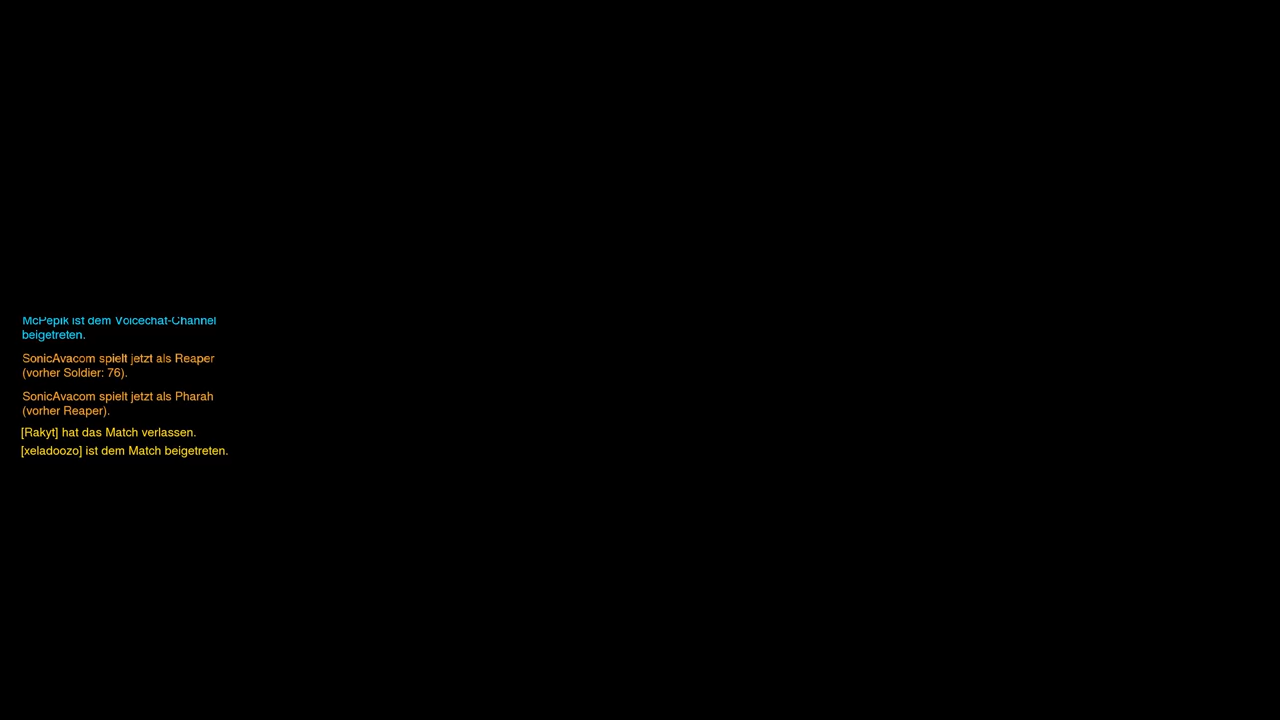 McPepik ist dem Voicechat-Channel
beigetreten.
SonicAvacom spielt jetzt als Reaper
(vorher Soldier: 76).
SonicAvacom spielt jetzt als Pharah
(vorher Reaper).
[Rakyt] hat das Match verlassen.
[xeladoozo] ist dem Match beigetreten.